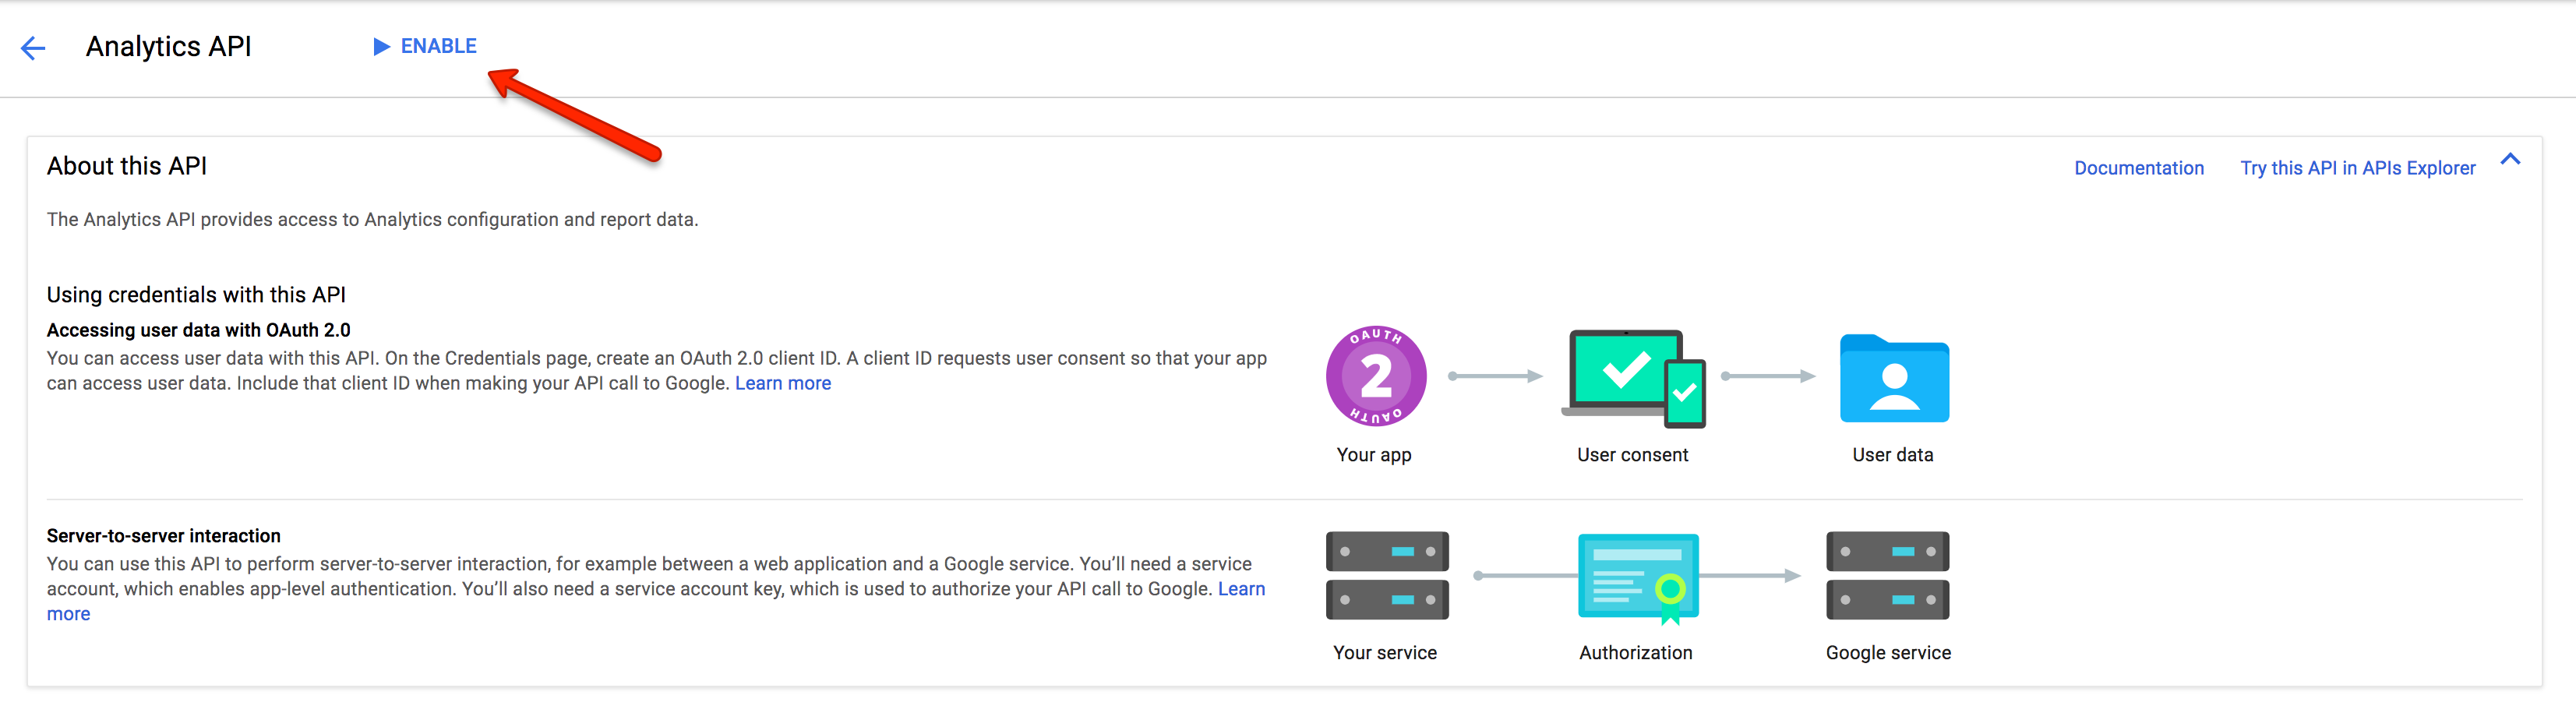 Analytics API
ENABLE
About this API
Documentation
Try this API in APIs Explorer
The Analytics API provides access to Analytics configuration and report data.
Using credentials with this API
Accessing user data with OAuth 2.0
You can access user data with this API. On the Credentials page, create an OAuth 2.0 client ID. A client ID requests user consent so that your app
can access user data. Include that client ID when making your API call to Google. Learn more
OAUTH
2
OAUTH
Your app
User consent
User data
Server-to-server interaction
You can use this API to perform server-to-server interaction, for example between a web application and a Google service. You’ll need a service
account, which enables app-level authentication. You’ll also need a service account key, which is used to authorize your API call to Google. Learn
more
Your service
Authorization
Google service